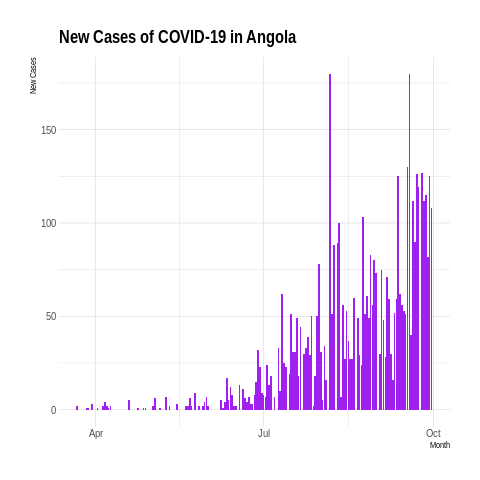 New Cases of COVID-19 in Angola
New Cases
150
100
50
0
Apr
Jul
Oct
Month